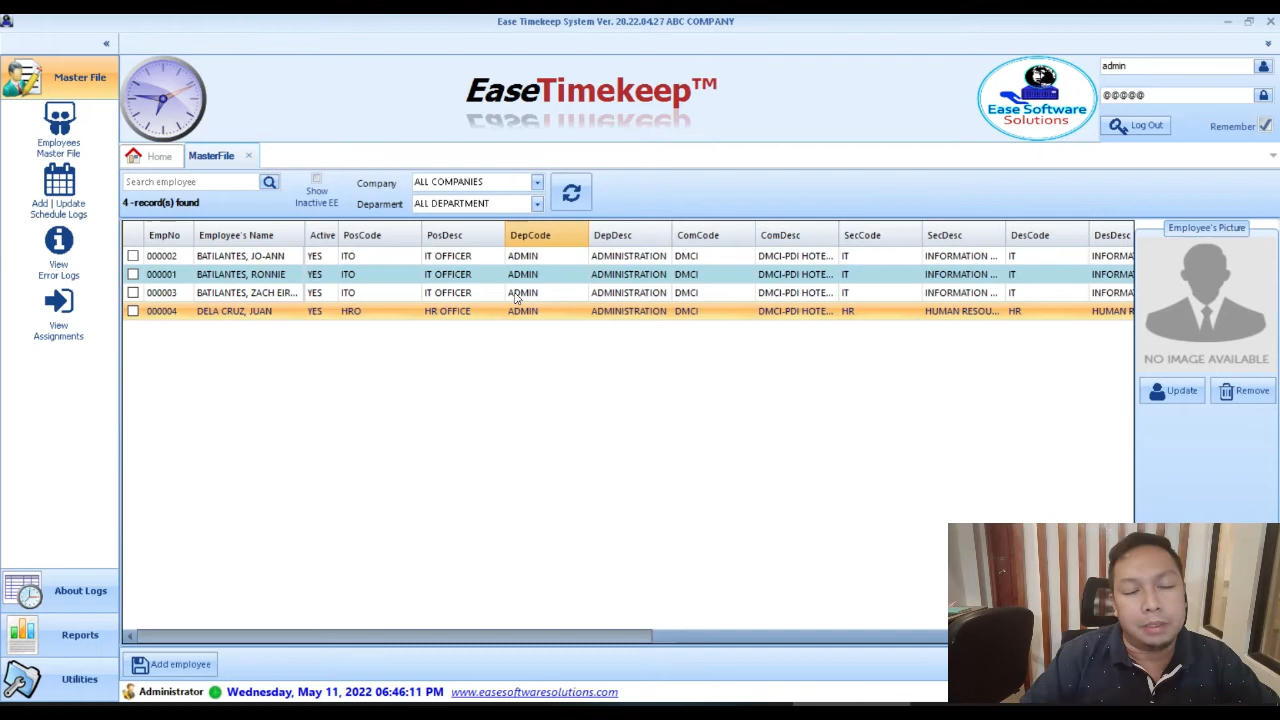 Ease Timekeep System Ver. 20.22.04.27 ABC COMPANY
Master File
EaseTimekeep™
Ease Software
Solutions
admin
@@@@@
Log Out
Remember
Employees
Master File
Add | Update
Schedule Logs
View
Error Logs
View
Assignments
Home
MasterFile
Search employee
4 -record(s) found
Show
Inactive EE
Company
ALL COMPANIES
Deparment
ALL DEPARTMENT
EmpNo Employee's Name Active PosCode PosDesc DepCode DepDesc ComCode ComDesc SecCode SecDesc DesCode DesDesc
000002 BATILANTES, JO-ANN YES ITO IT OFFICER ADMIN ADMINISTRATION DMCI DMCI-PDI HOTE... IT INFORMATION ... IT INFORMA
000001 BATILANTES, RONNIE YES ITO IT OFFICER ADMIN ADMINISTRATION DMCI DMCI-PDI HOTE... IT INFORMATION ... IT INFORMA
000003 BATILANTES, ZACH EIR... YES ITO IT OFFICER ADMIN ADMINISTRATION DMCI DMCI-PDI HOTE... IT INFORMATION ... IT INFORMA
000004 DELA CRUZ, JUAN YES HRO HR OFFICE ADMIN ADMINISTRATION DMCI DMCI-PDI HOTE... HR HUMAN RESOU... HR HUMAN R
Employee's Picture
NO IMAGE AVAILABLE
Update
Remove
About Logs
Reports
Utilities
Add employee
Administrator
Wednesday, May 11, 2022 06:46:11 PM
www.easesoftwaresolutions.com